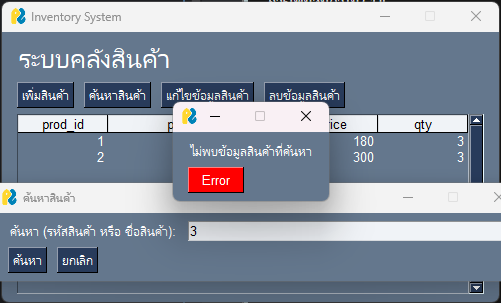 Inventory System
ระบบคลังสินค้า
เพิ่มสินค้า ค้นหาสินค้า แก้ไขข้อมูลสินค้า ลบข้อมูลสินค้า
prod_id qty
1 180 3
2 300 3
ไม่พบข้อมูลสินค้าที่ค้นหา
Error
ค้นหาสินค้า
ค้นหา (รหัสสินค้า หรือ ชื่อสินค้า): 3
ค้นหา ยกเลิก